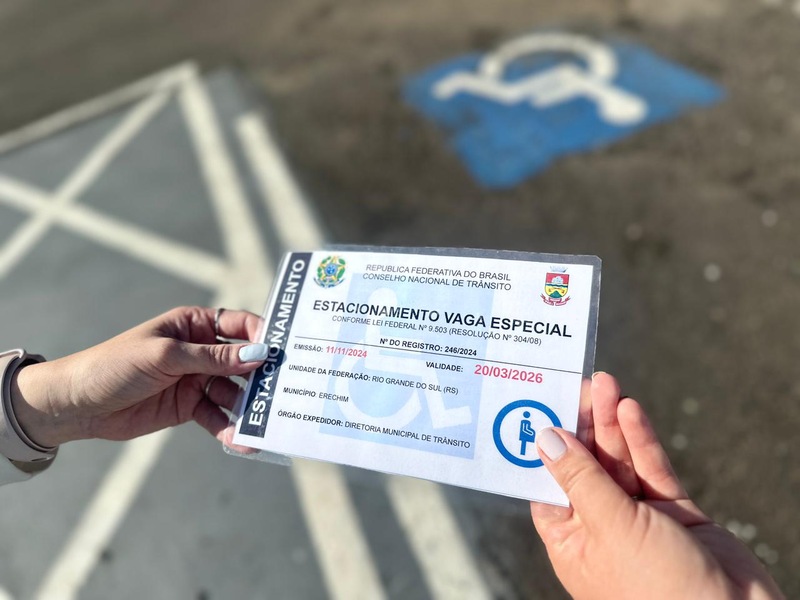 ESTACIONAMENTO
REPUBLICA FEDERATIVA DO BRASIL
CONSELHO NACIONAL DE TRÂNSITO
ESTACIONAMENTO VAGA ESPECIAL
CONFORME LEI FEDERAL Nº 9.503 (RESOLUÇÃO Nº 304/08)
Nº DO REGISTRO: 246/2024
EMISSÃO: 11/11/2024 VALIDADE: 20/03/2026
UNIDADE DA FEDERAÇÃO: RIO GRANDE DO SUL (RS)
MUNICÍPIO: ERECHIM
ÓRGÃO EXPEDIDOR: DIRETORIA MUNICIPAL DE TRÂNSITO